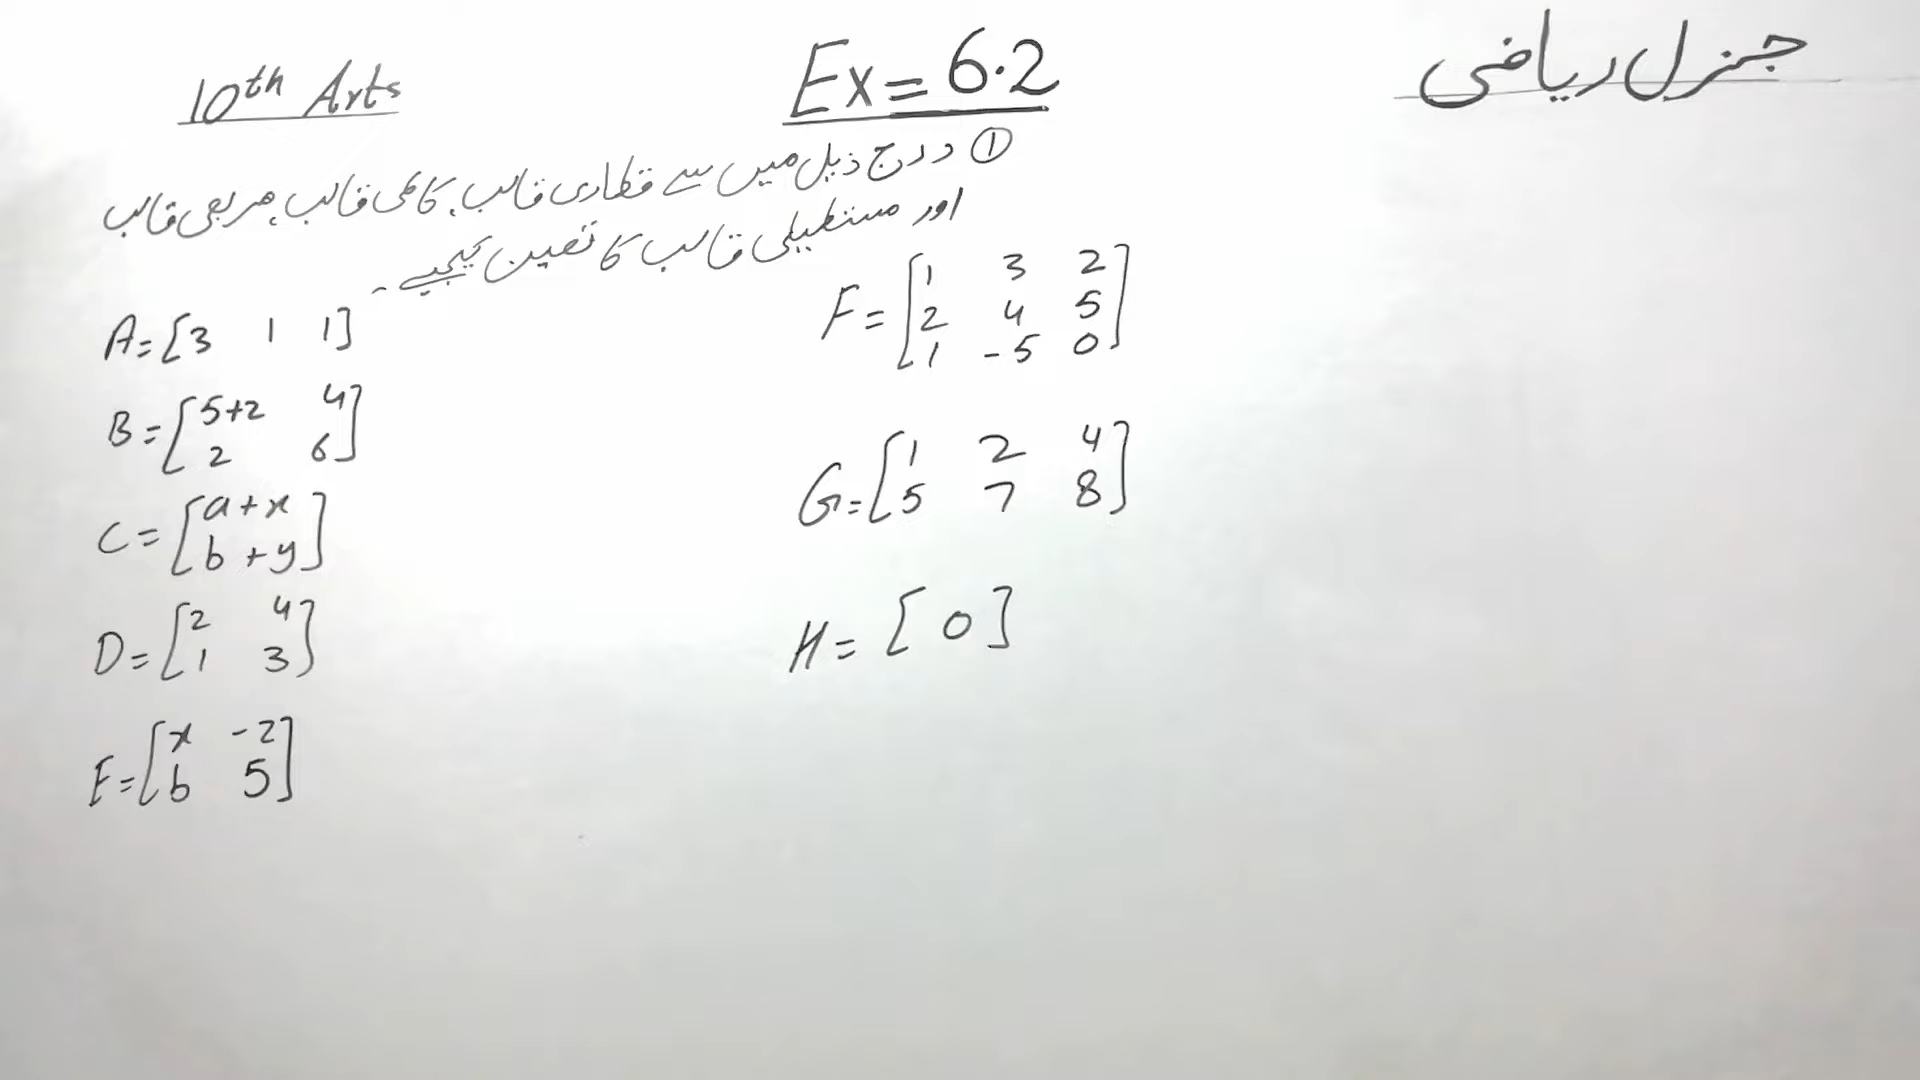 10th Arts
Ex = 6.2
جنرل ریاضی
① درج ذیل میں سے قطاری قالب، کالمی قالب، مربعی قالب
اور مستطیلی قالب کا تعین کیجیے۔
A = [3 1 1]
B = [5+2 4
2 6]
C = [a+x
b+y]
D = [2 4
1 3]
E = [x -2
b 5]
F = [1 3 2
2 4 5
1 -5 0]
G = [1 2 4
5 7 8]
H = [0]